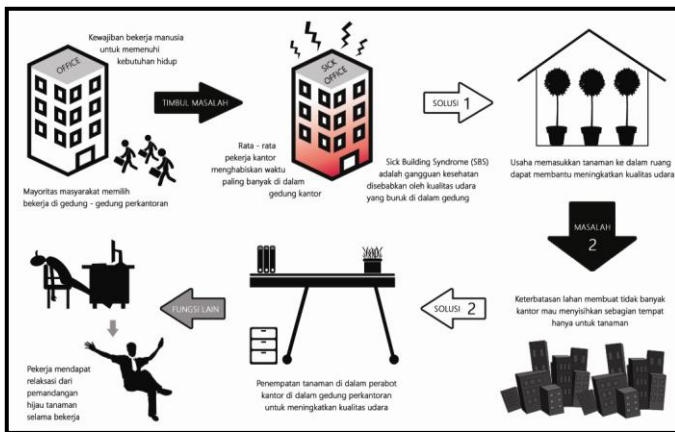 Kewajiban bekerja manusia
untuk memenuhi
kebutuhan hidup
OFFICE
Mayoritas masyarakat memilih
bekerja di gedung - gedung perkantoran
TIMBUL MASALAH
SICK
OFFICE
Rata - rata
pekerja kantor
menghabiskan waktu
paling banyak di dalam
gedung kantor
Sick Building Syndrome (SBS)
adalah gangguan kesehatan
disebabkan oleh kualitas udara
yang buruk di dalam gedung
SOLUSI 1
Usaha memasukkan tanaman ke dalam ruang
dapat membantu meningkatkan kualitas udara
MASALAH
2
Keterbatasan lahan membuat tidak banyak
kantor mau menyisihkan sebagian tempat
hanya untuk tanaman
SOLUSI 2
Penempatan tanaman di dalam perabot
kantor di dalam gedung perkantoran
untuk meningkatkan kualitas udara
FUNGSI LAIN
Pekerja mendapat
relaksasi dari
pemandangan
hijau tanaman
selama bekerja